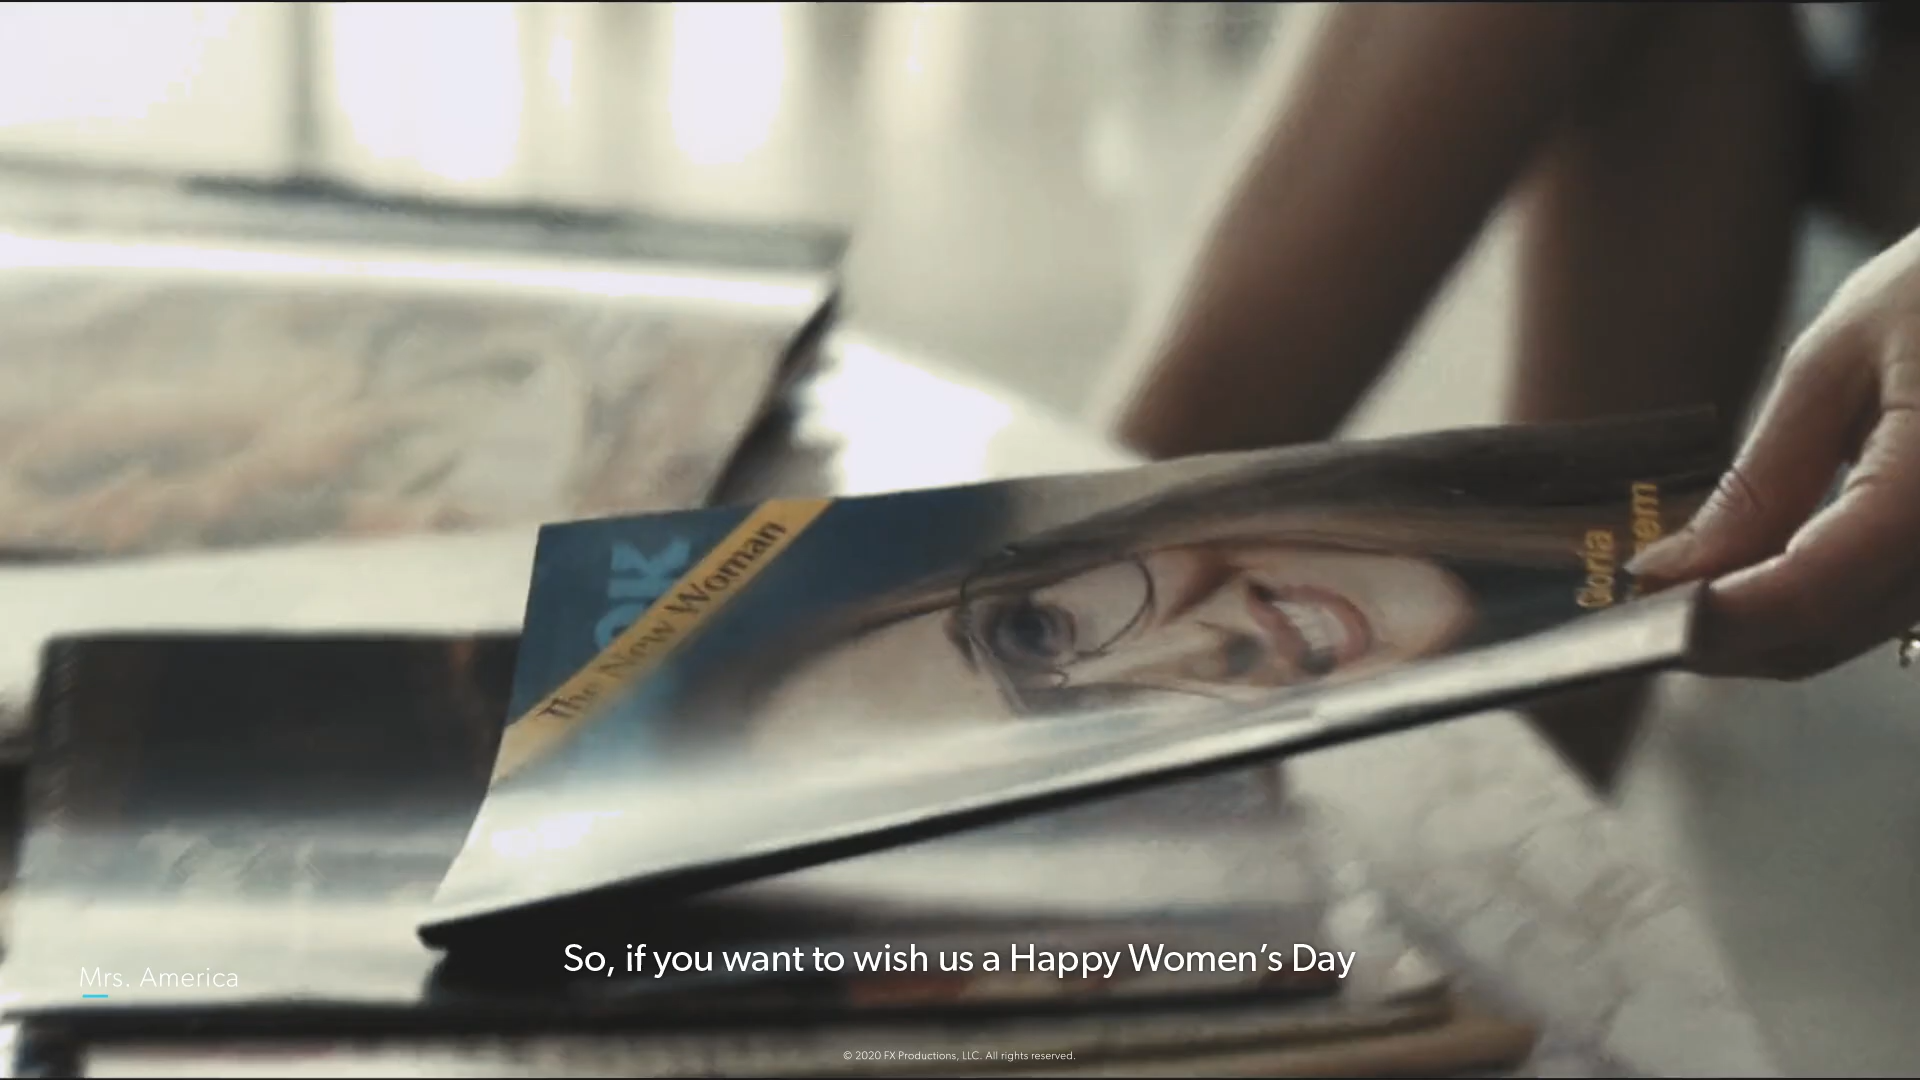 The New Woman
Gloria
So, if you want to wish us a Happy Women's Day
Mrs. America
© 2020 FX Productions, LLC. All rights reserved.